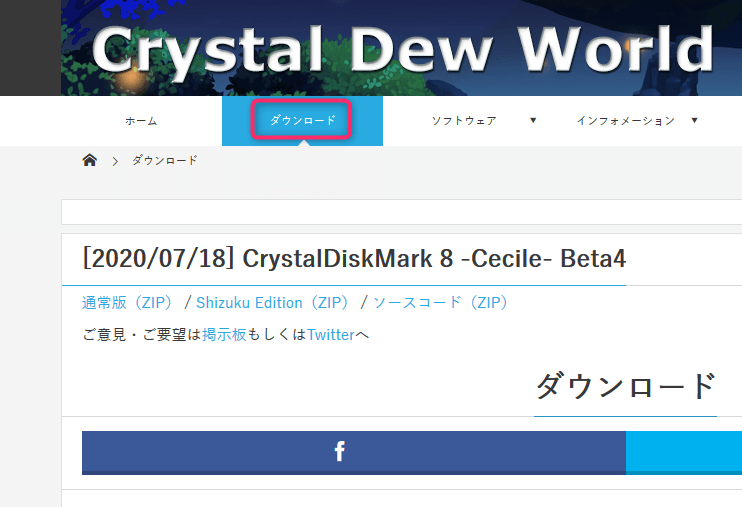 Crystal Dew World
ホーム ダウンロード ソフトウェア ▼ インフォメーション ▼
ダウンロード
[2020/07/18] CrystalDiskMark 8 -Cecile- Beta4
通常版（ZIP） / Shizuku Edition（ZIP） / ソースコード（ZIP）
ご意見・ご要望は掲示板もしくはTwitterへ
ダウンロード